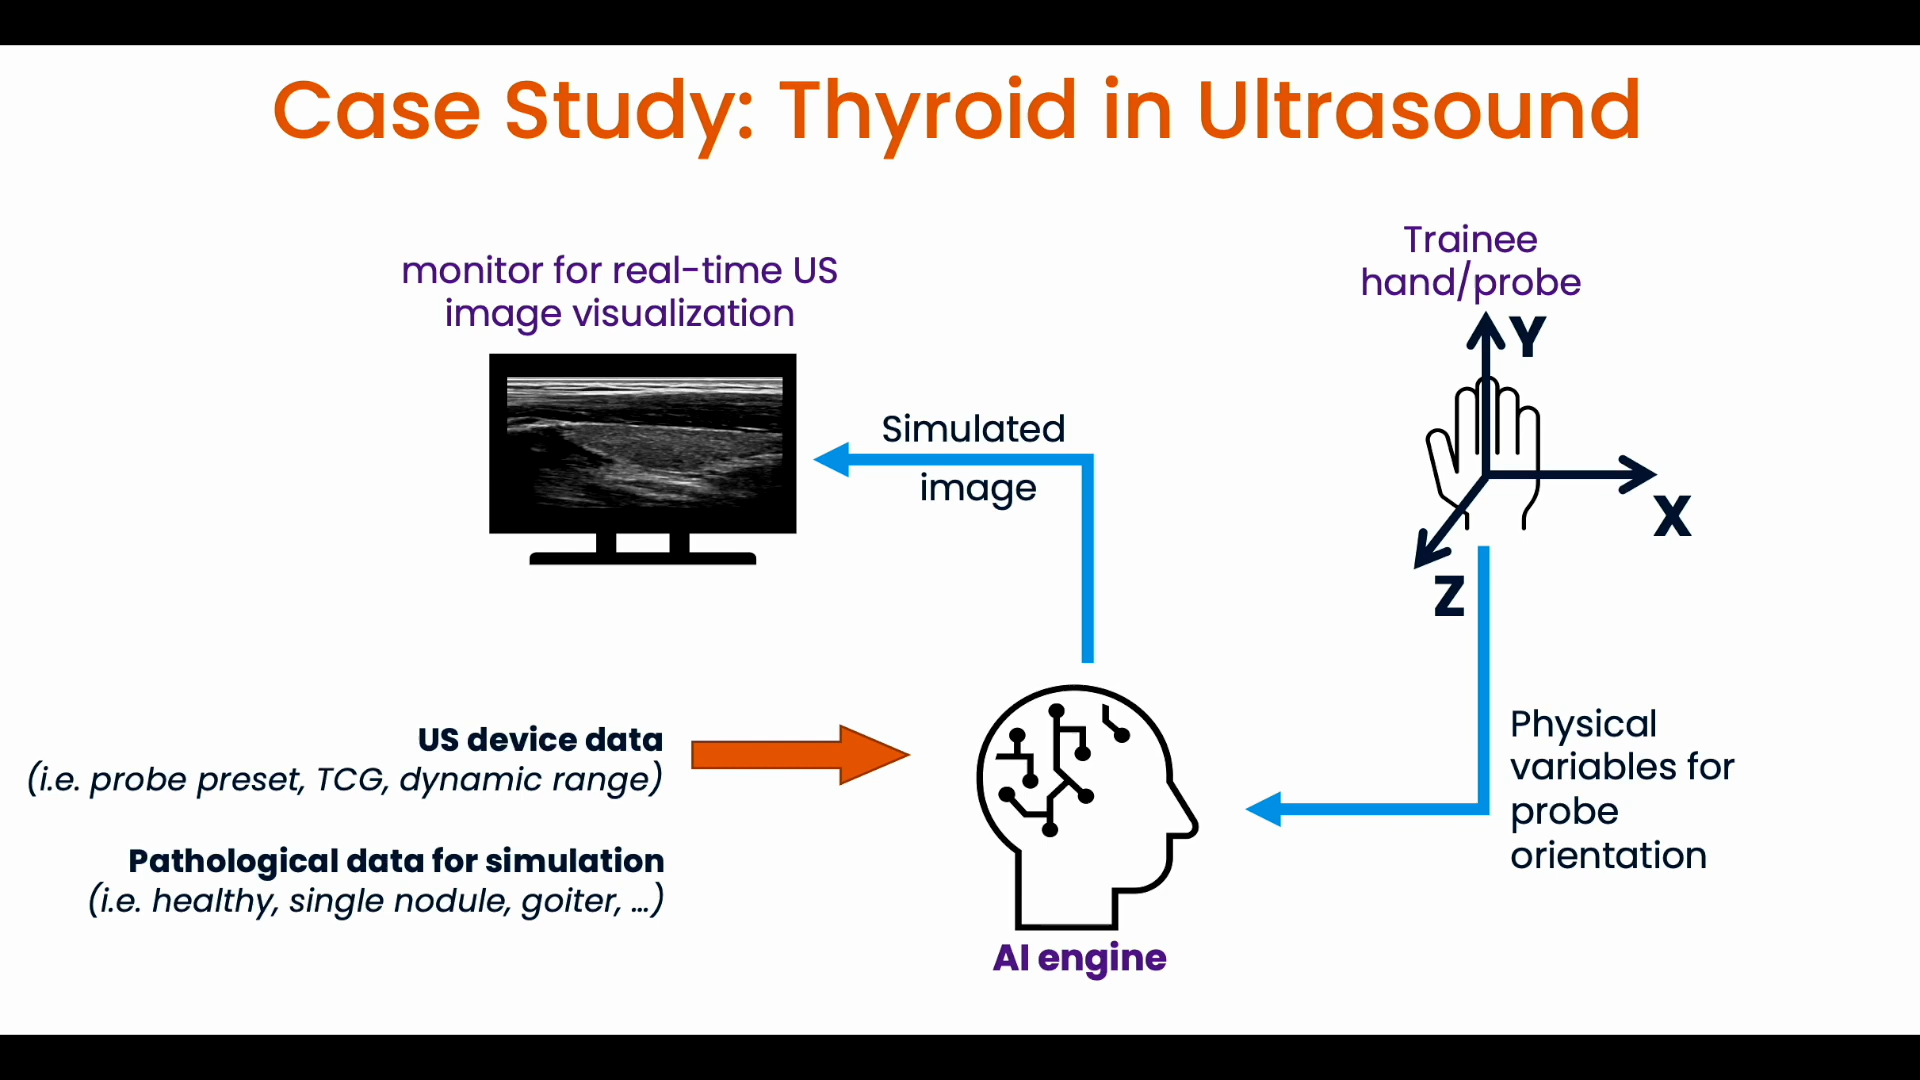 Case Study: Thyroid in Ultrasound
monitor for real-time US
image visualization
Trainee
hand/probe
Y
X
Z
Simulated
image
US device data
(i.e. probe preset, TCG, dynamic range)
Pathological data for simulation
(i.e. healthy, single nodule, goiter, ...)
AI engine
Physical
variables for
probe
orientation